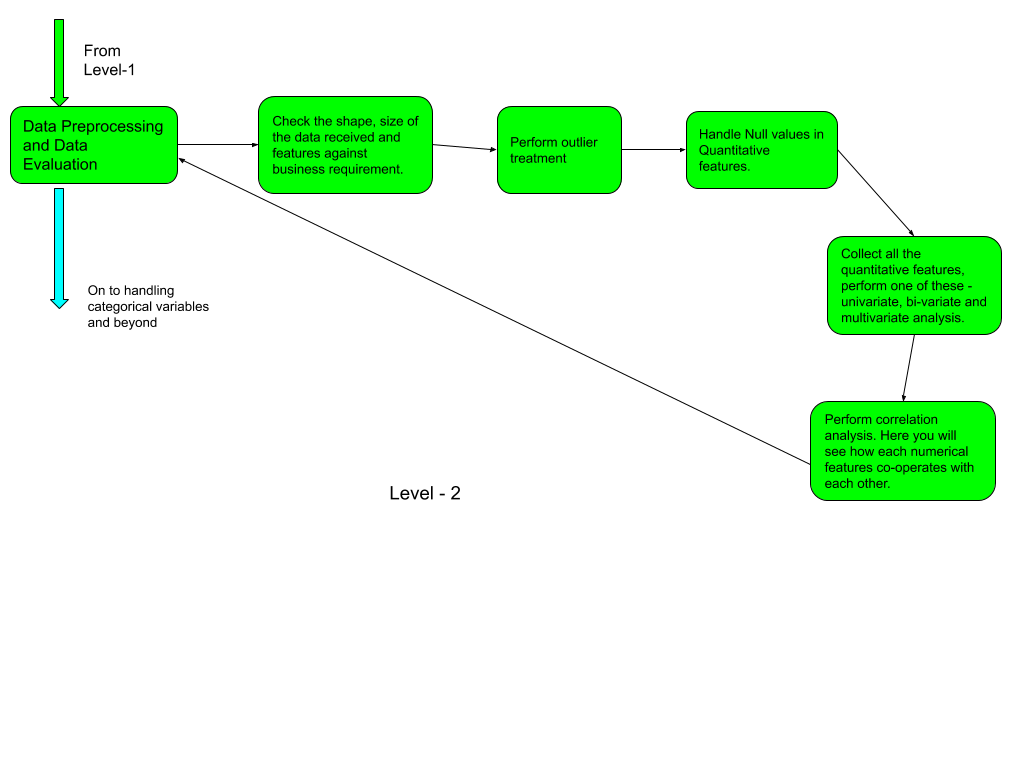 From
Level-1
Data Preprocessing
and Data
Evaluation
Check the shape, size of
the data received and
features against
business requirement.
Perform outlier
treatment
Handle Null values in
Quantitative
features.
Collect all the
quantitative features,
perform one of these -
univariate, bi-variate and
multivariate analysis.
On to handling
categorical variables
and beyond
Perform correlation
analysis. Here you will
see how each numerical
features co-operates with
each other.
Level - 2